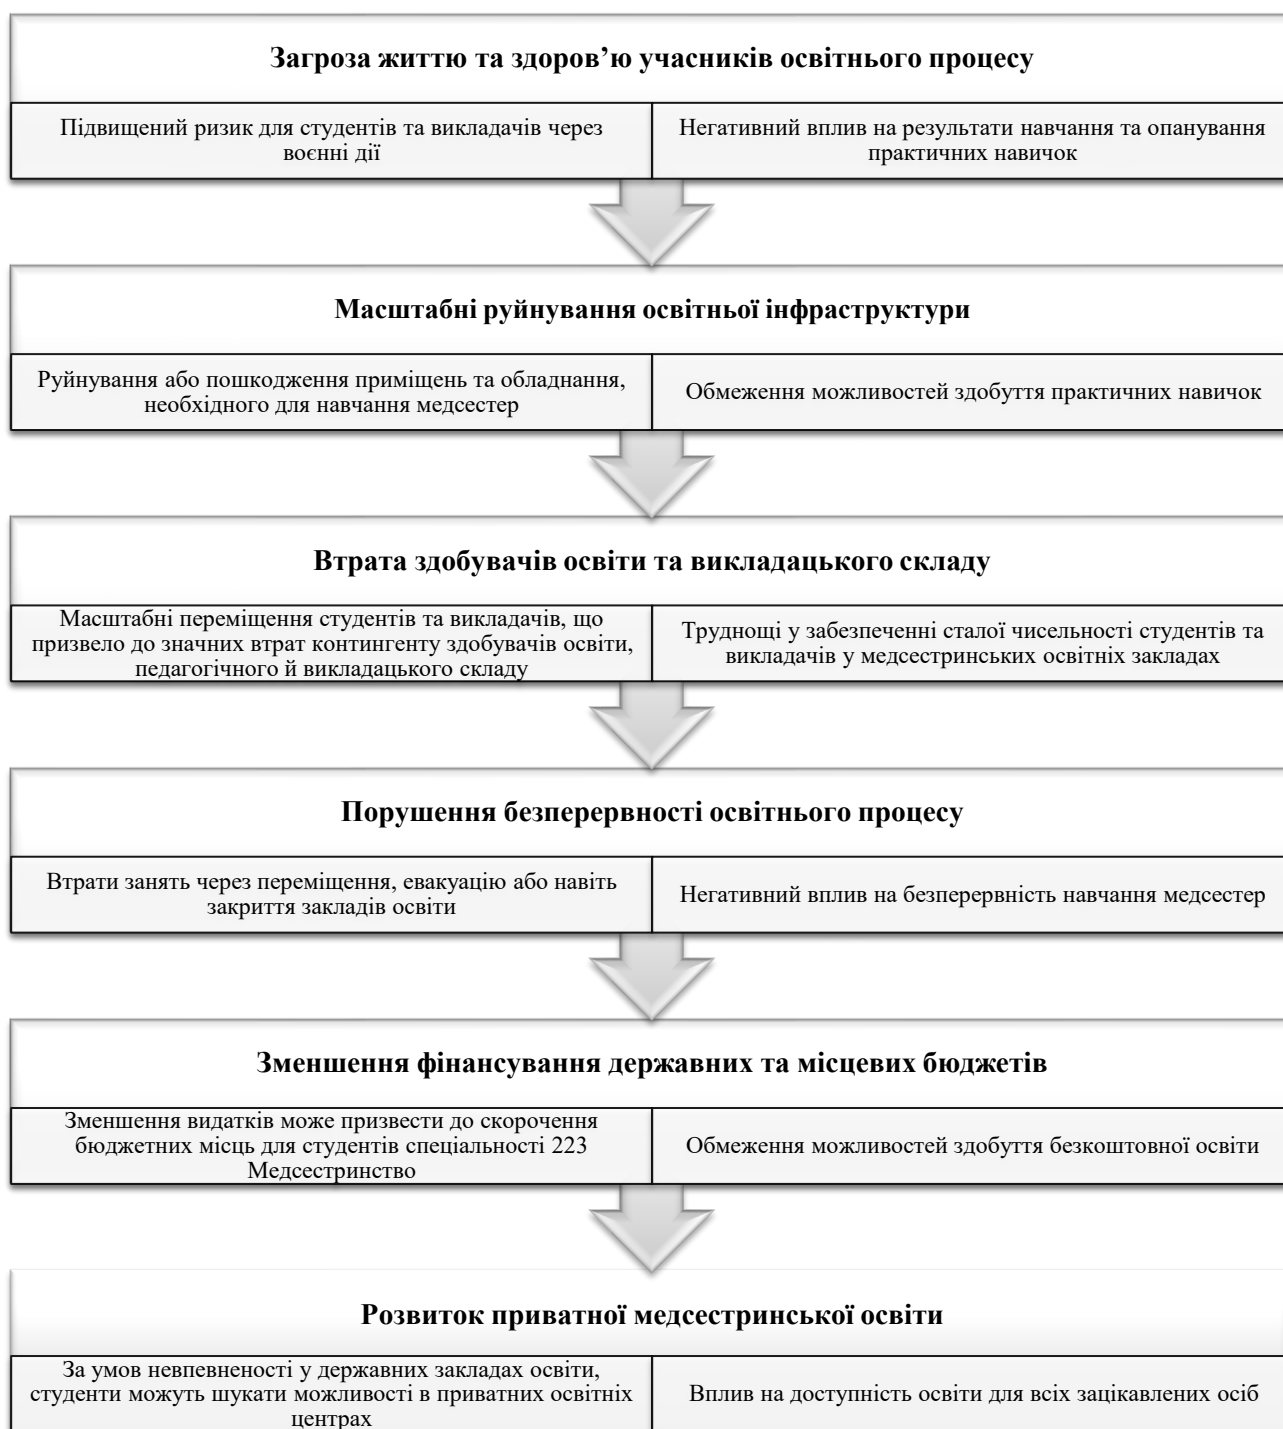 Загроза життю та здоров’ю учасників освітнього процесу
Підвищений ризик для студентів та викладачів через
воєнні дії
Негативний вплив на результати навчання та опанування
практичних навичок
Масштабні руйнування освітньої інфраструктури
Руйнування або пошкодження приміщень та обладнання,
необхідного для навчання медсестер
Обмеження можливостей здобуття практичних навичок
Втрата здобувачів освіти та викладацького складу
Масштабні переміщення студентів та викладачів, що
призвело до значних втрат контингенту здобувачів освіти,
педагогічного й викладацького складу
Труднощі у забезпеченні сталої чисельності студентів та
викладачів у медсестринських освітніх закладах
Порушення безперервності освітнього процесу
Втрати занять через переміщення, евакуацію або навіть
закриття закладів освіти
Негативний вплив на безперервність навчання медсестер
Зменшення фінансування державних та місцевих бюджетів
Зменшення видатків може призвести до скорочення
бюджетних місць для студентів спеціальності 223
Медсестринство
Обмеження можливостей здобуття безкоштовної освіти
Розвиток приватної медсестринської освіти
За умов невпевненості у державних закладах освіти,
студенти можуть шукати можливості в приватних освітніх
центрах
Вплив на доступність освіти для всіх зацікавлених осіб